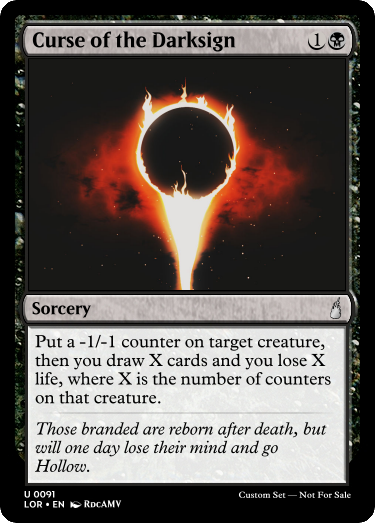 Curse of the Darksign 1
Sorcery
Put a -1/-1 counter on target creature,
then you draw X cards and you lose X
life, where X is the number of counters
on that creature.
Those branded are reborn after death, but
will one day lose their mind and go
Hollow.
U 0091
LOR • EN RdcAMV
Custom Set — Not For Sale